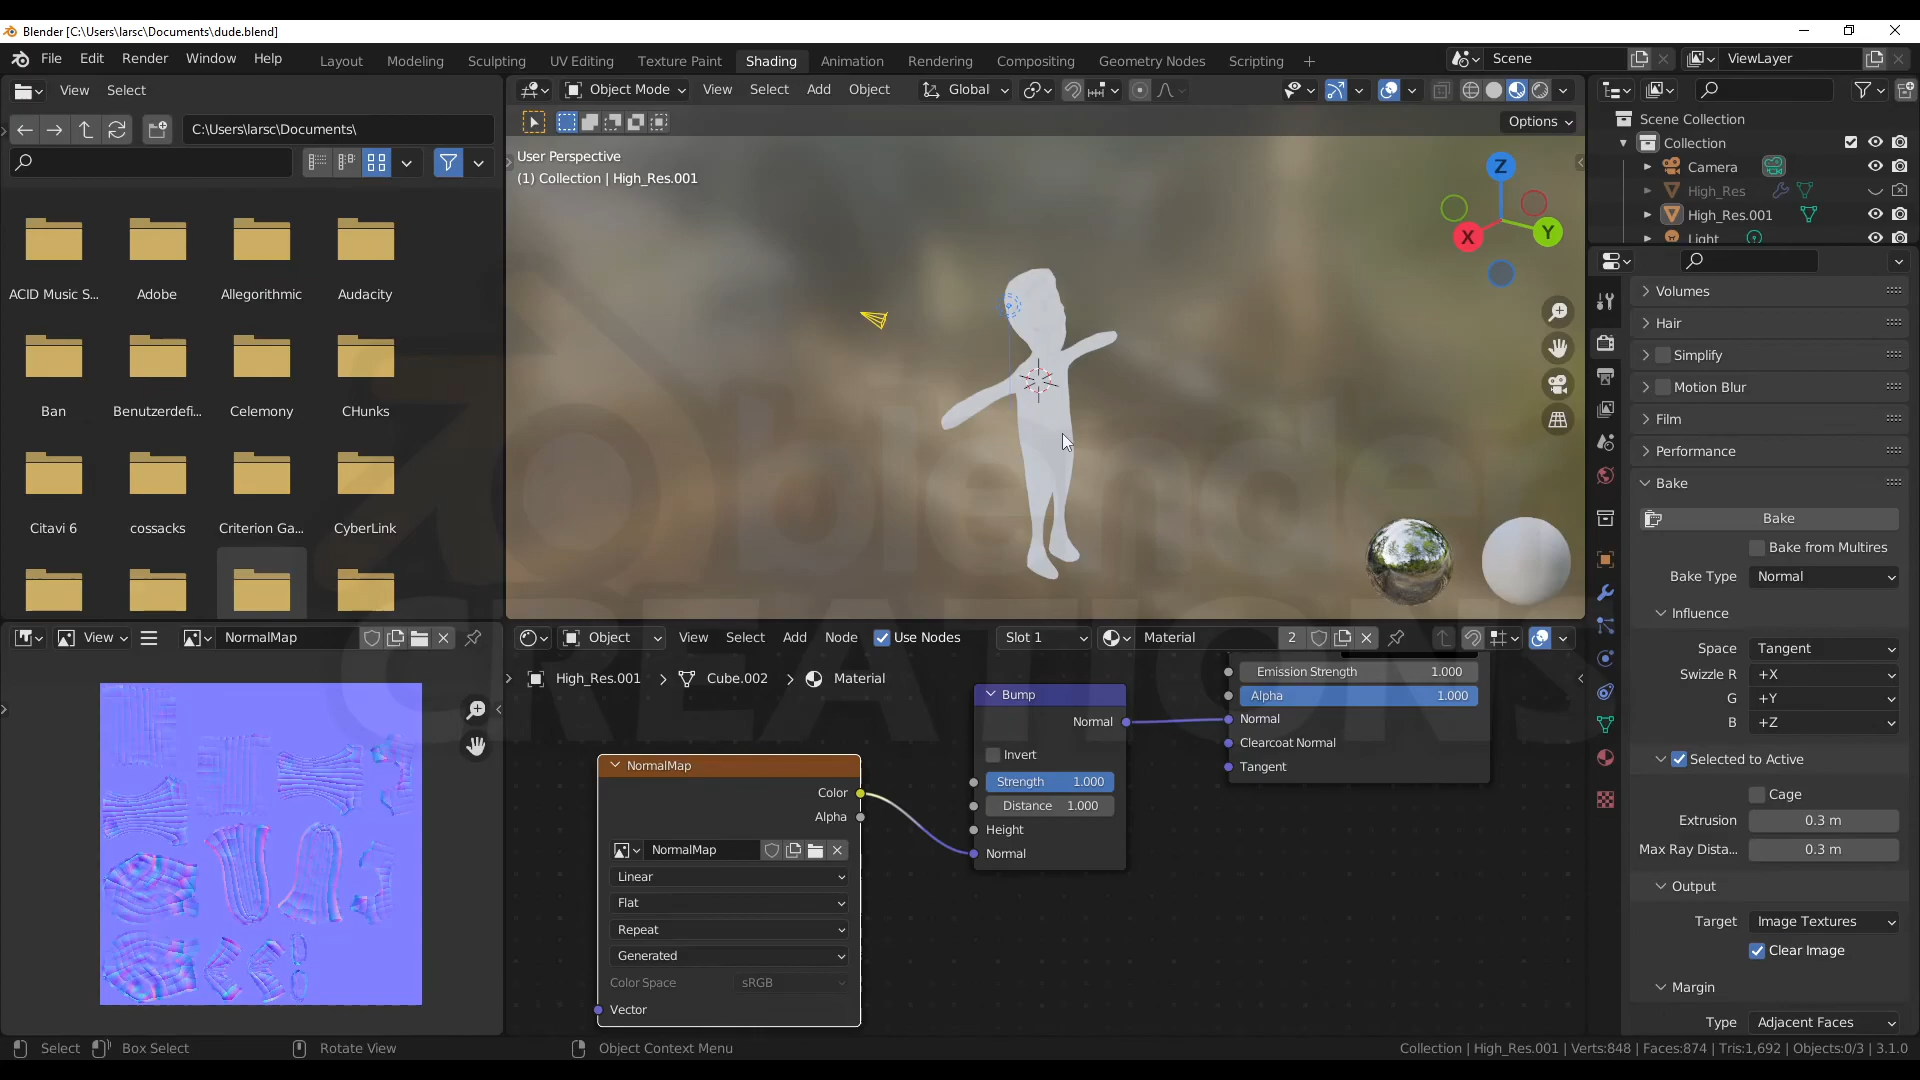 Blender [C:\Users\larsc\Documents\dude.blend]
File Edit Render Window Help
Layout Modeling Sculpting UV Editing Texture Paint Shading Animation Rendering Compositing Geometry Nodes Scripting +
Scene
ViewLayer
View Select
Object Mode View Select Add Object Global
C:\Users\larsc\Documents\
Options
User Perspective
(1) Collection | High_Res.001
Z
Y
X
ACID Music S... Adobe Allegorithmic Audacity
Ban Benutzerdefi... Celemony CHunks
Citavi 6 cossacks Criterion Ga... CyberLink
blender
CREATIONS
Scene Collection
Collection
Camera
High_Res
High_Res.001
Light
Volumes
Hair
Simplify
Motion Blur
Film
Performance
Bake
Bake
Bake from Multires
Bake Type Normal
Influence
Space Tangent
Swizzle R +X
G +Y
B +Z
Selected to Active
Cage
Extrusion 0.3 m
Max Ray Dista... 0.3 m
Output
Target Image Textures
Clear Image
Margin
Type Adjacent Faces
View NormalMap
Object View Select Add Node Use Nodes Slot 1 Material 2
High_Res.001 > Cube.002 > Material
Bump
Normal
Invert
Strength 1.000
Distance 1.000
Height
Normal
Emission Strength 1.000
Alpha 1.000
Normal
Clearcoat Normal
Tangent
NormalMap
Color
Alpha
NormalMap
Linear
Flat
Repeat
Generated
Color Space sRGB
Vector
Select Box Select Rotate View Object Context Menu
Collection | High_Res.001 | Verts:848 | Faces:874 | Tris:1,692 | Objects:0/3 | 3.1.0